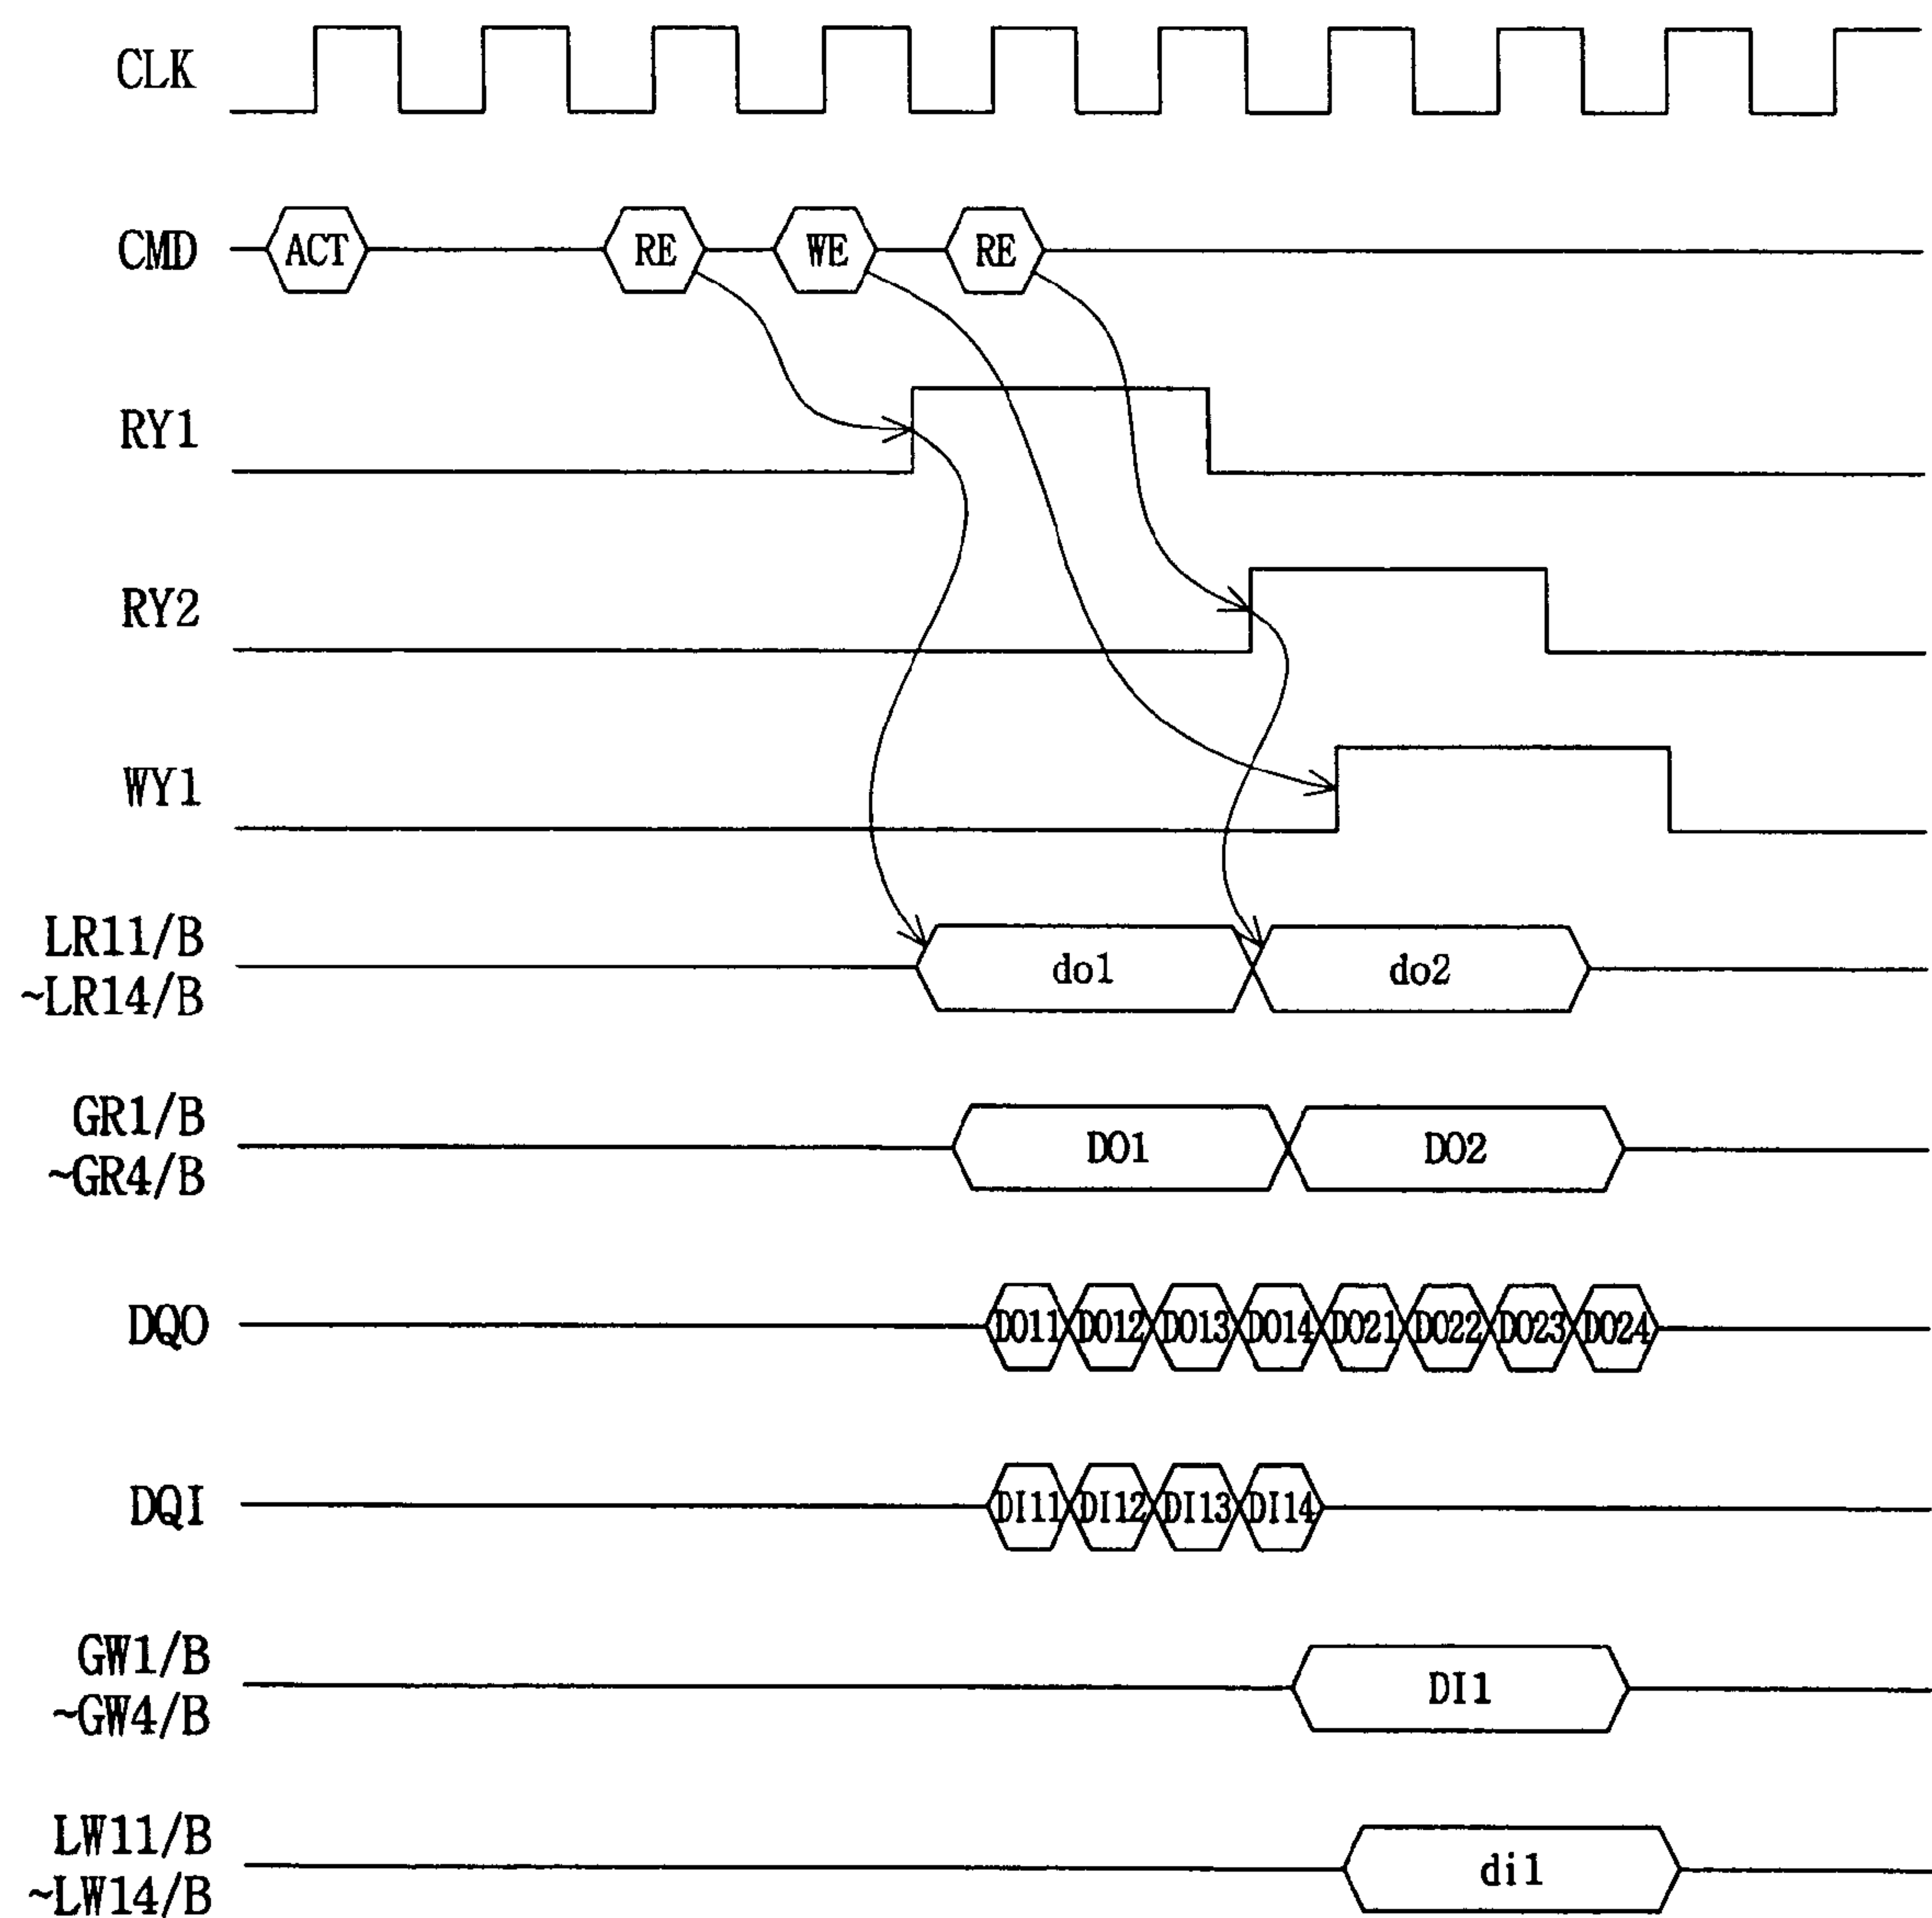 CLK
CMD ACT RE WE RE
RY1
RY2
WY1
LR11/B
~LR14/B
do1 do2
GR1/B
~GR4/B
DO1 DO2
DQO DO11 DO12 DO13 DO14 DO21 DO22 DO23 DO24
DQI DI11 DI12 DI13 DI14
GW1/B
~GW4/B
DI1
LW11/B
~LW14/B
di1